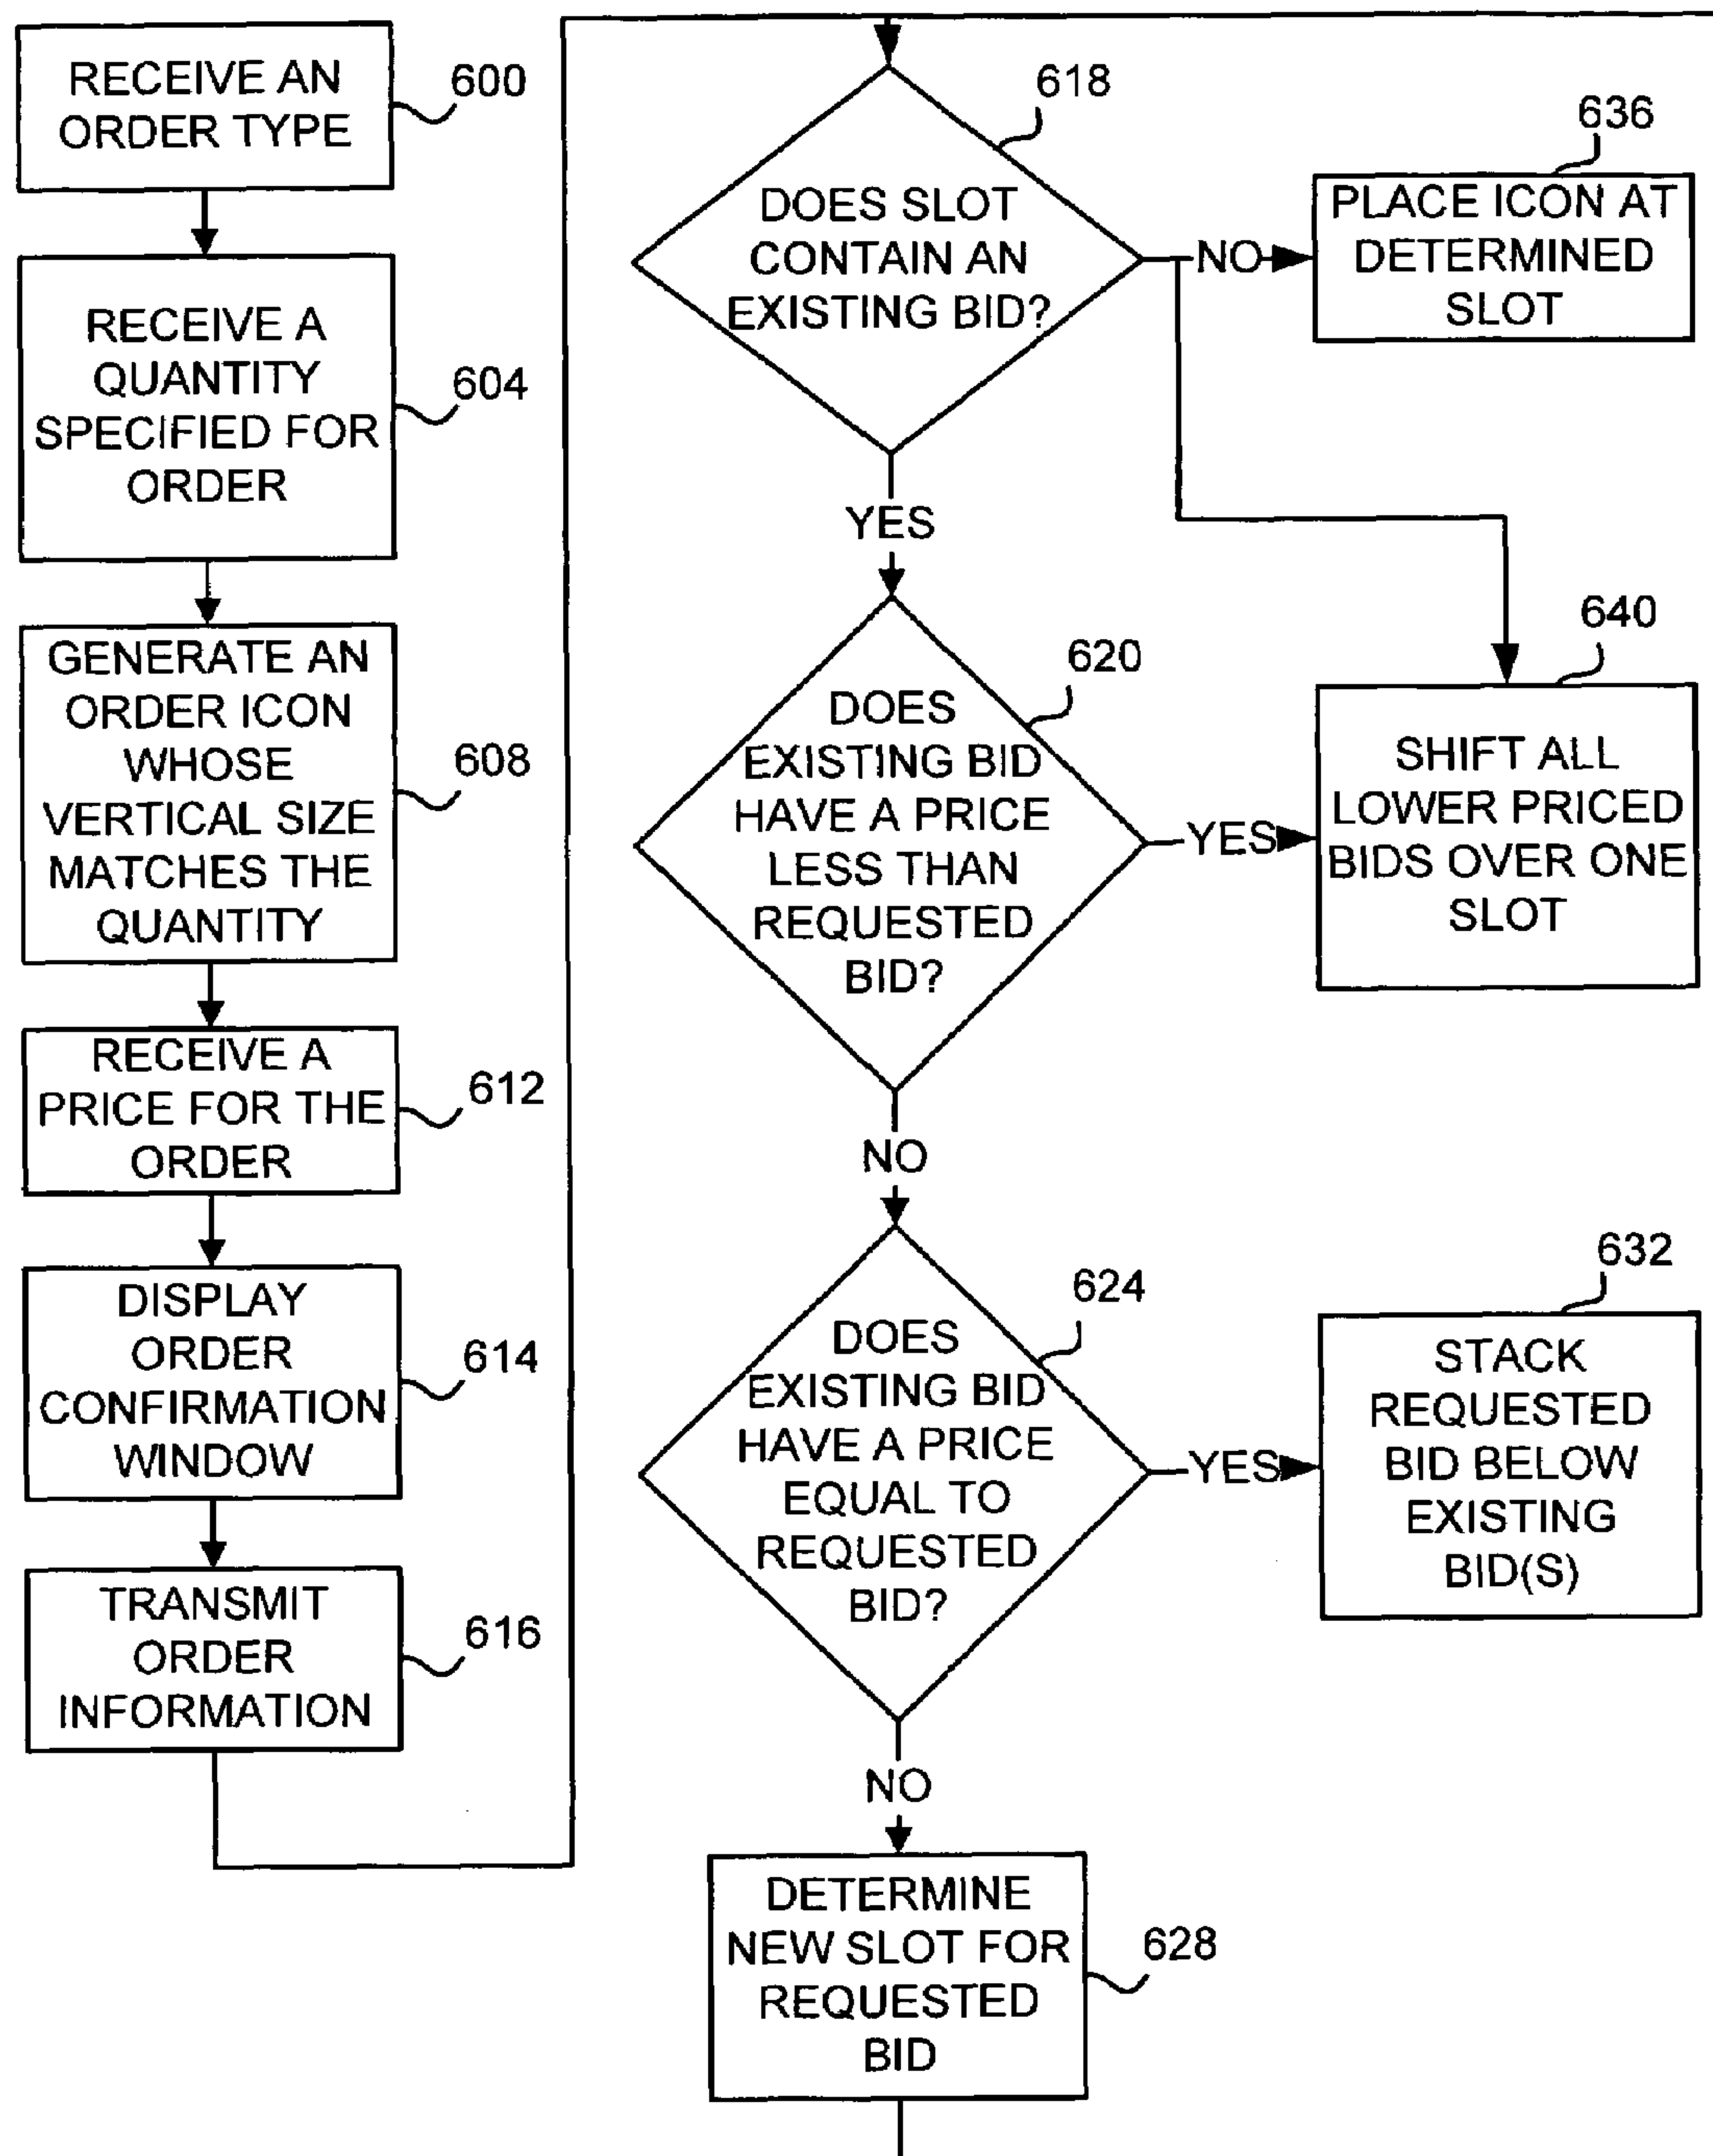 RECEIVE AN
ORDER TYPE
600
RECEIVE A
QUANTITY
SPECIFIED FOR
ORDER
604
GENERATE AN
ORDER ICON
WHOSE
VERTICAL SIZE
MATCHES THE
QUANTITY
608
RECEIVE A
PRICE FOR THE
ORDER
612
DISPLAY
ORDER
CONFIRMATION
WINDOW
614
TRANSMIT
ORDER
INFORMATION
616
618
DOES SLOT
CONTAIN AN
EXISTING BID?
NO
636
PLACE ICON AT
DETERMINED
SLOT
YES
620
DOES
EXISTING BID
HAVE A PRICE
LESS THAN
REQUESTED
BID?
YES
640
SHIFT ALL
LOWER PRICED
BIDS OVER ONE
SLOT
NO
624
DOES
EXISTING BID
HAVE A PRICE
EQUAL TO
REQUESTED
BID?
YES
632
STACK
REQUESTED
BID BELOW
EXISTING
BID(S)
NO
DETERMINE
NEW SLOT FOR
REQUESTED
BID
628